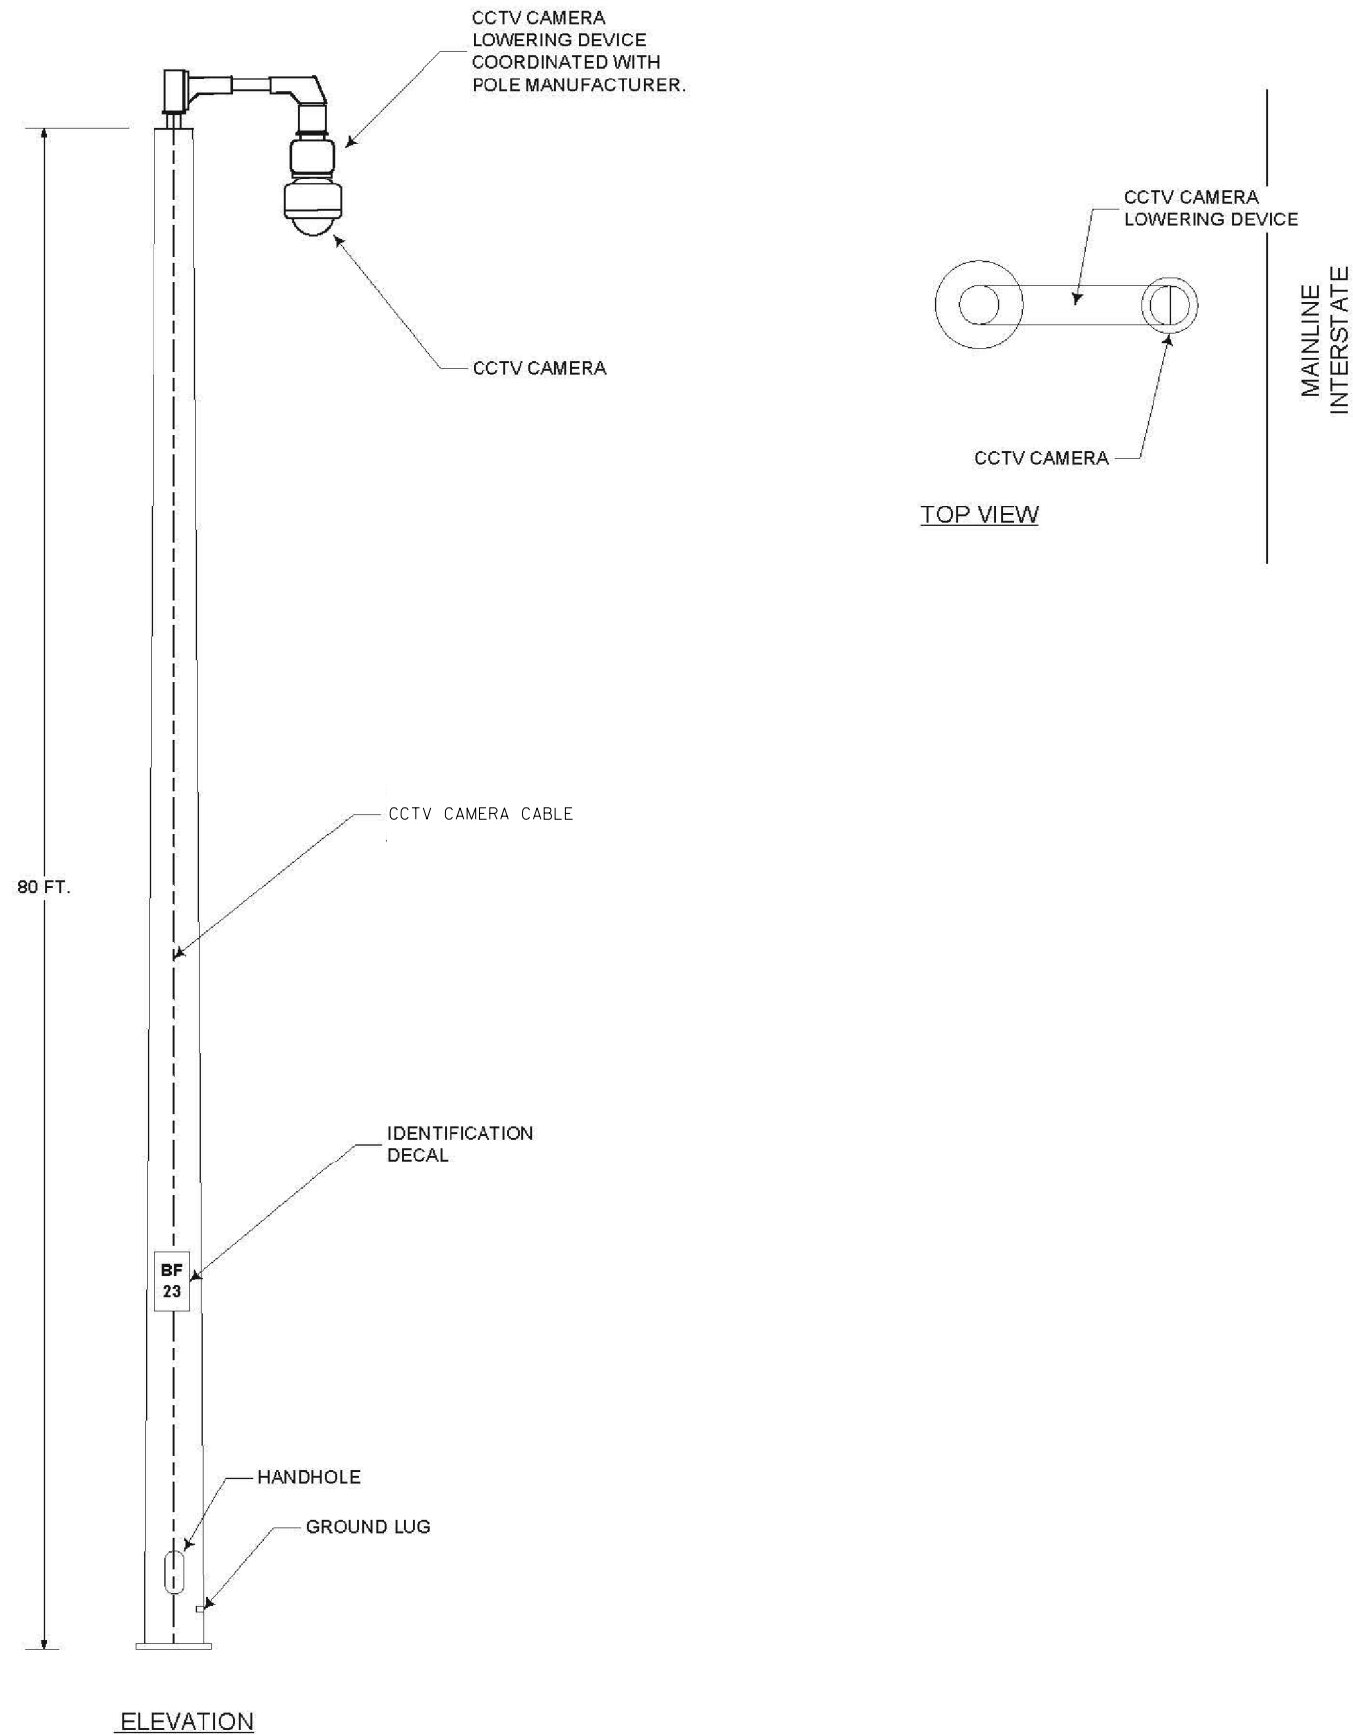 CCTV CAMERA
LOWERING DEVICE
COORDINATED WITH
POLE MANUFACTURER.
CCTV CAMERA
80 FT.
CCTV CAMERA CABLE
IDENTIFICATION
DECAL
BF
23
HANDHOLE
GROUND LUG
ELEVATION
CCTV CAMERA
LOWERING DEVICE
MAINLINE
INTERSTATE
CCTV CAMERA
TOP VIEW